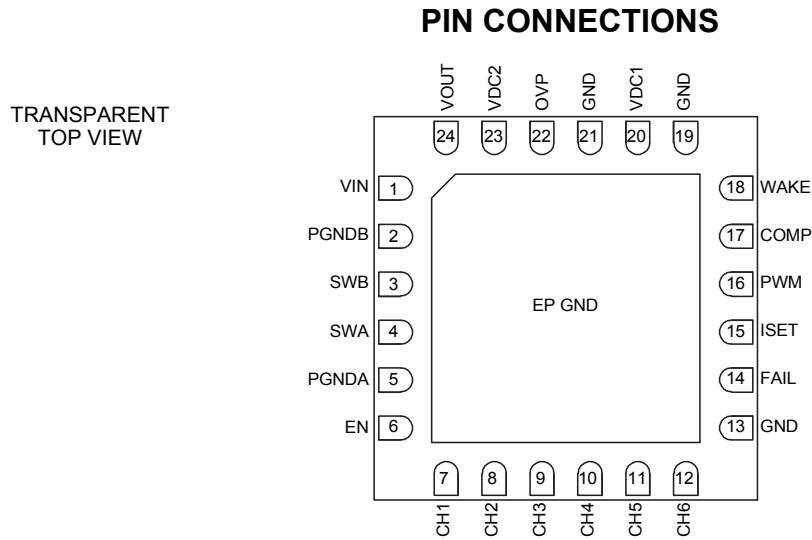 PIN CONNECTIONS
TRANSPARENT
TOP VIEW
VOUT
VDC2
OVP
GND
VDC1
GND
24
23
22
21
20
19
VIN 1
PGNDB 2
SWB 3
SWA 4
PGNDA 5
EN 6
EP GND
18 WAKE
17 COMP
16 PWM
15 ISET
14 FAIL
13 GND
7
8
9
10
11
12
CH1
CH2
CH3
CH4
CH5
CH6